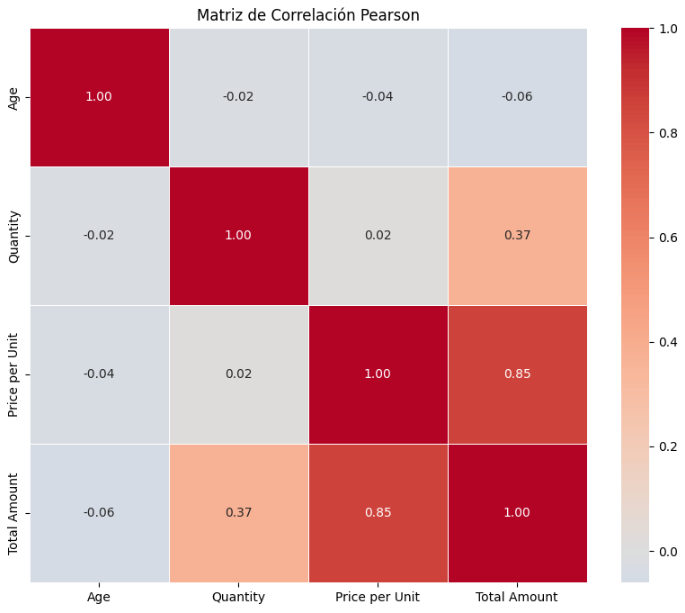 Matriz de Correlación Pearson
Age
1.00
-0.02
-0.04
-0.06
Quantity
-0.02
1.00
0.02
0.37
Price per Unit
-0.04
0.02
1.00
0.85
Total Amount
-0.06
0.37
0.85
1.00
Age
Quantity
Price per Unit
Total Amount
1.0
0.8
0.6
0.4
0.2
0.0